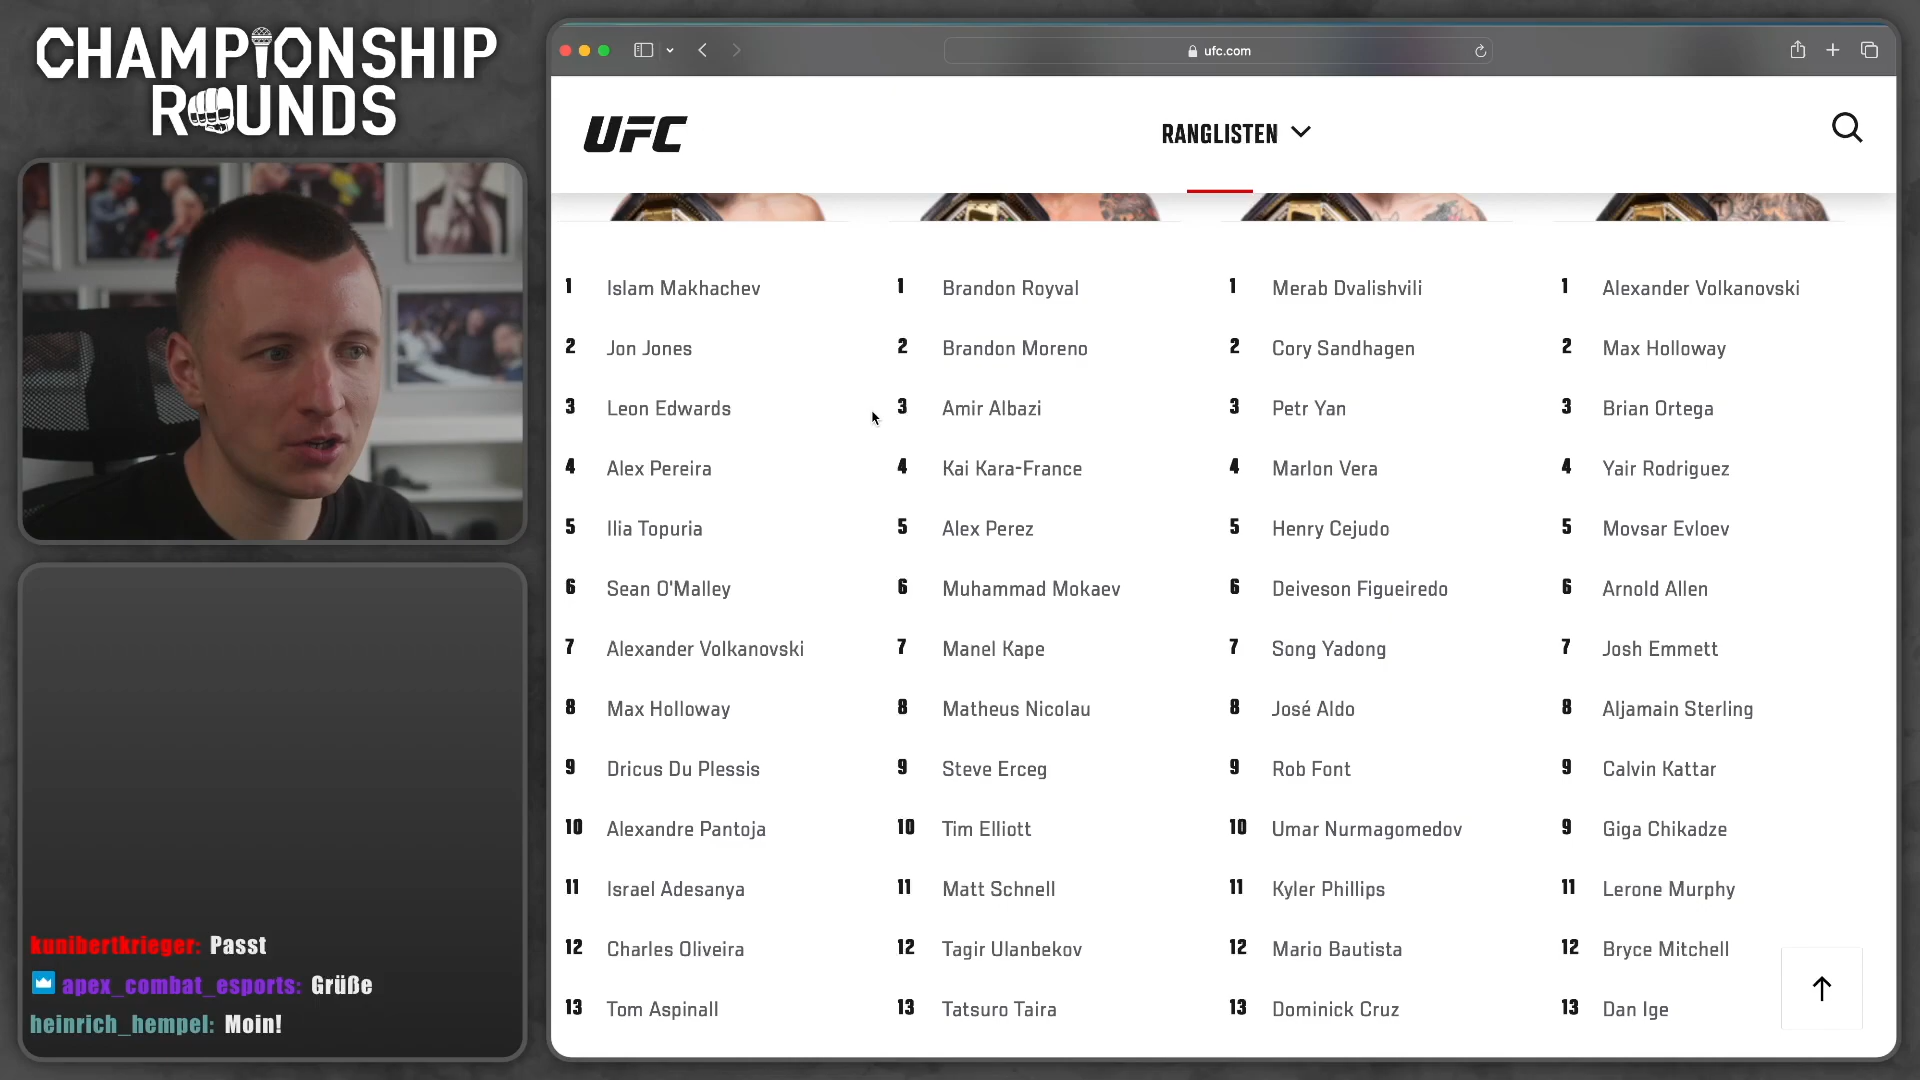 CHAMPIONSHIP
ROUNDS
kunibertkrieger: Passt
apex_combat_esports: Grüße
heinrich_hempel: Moin!
ufc.com
UFC
RANGLISTEN
1 Islam Makhachev
2 Jon Jones
3 Leon Edwards
4 Alex Pereira
5 Ilia Topuria
6 Sean O'Malley
7 Alexander Volkanovski
8 Max Holloway
9 Dricus Du Plessis
10 Alexandre Pantoja
11 Israel Adesanya
12 Charles Oliveira
13 Tom Aspinall
1 Brandon Royval
2 Brandon Moreno
3 Amir Albazi
4 Kai Kara-France
5 Alex Perez
6 Muhammad Mokaev
7 Manel Kape
8 Matheus Nicolau
9 Steve Erceg
10 Tim Elliott
11 Matt Schnell
12 Tagir Ulanbekov
13 Tatsuro Taira
1 Merab Dvalishvili
2 Cory Sandhagen
3 Petr Yan
4 Marlon Vera
5 Henry Cejudo
6 Deiveson Figueiredo
7 Song Yadong
8 José Aldo
9 Rob Font
10 Umar Nurmagomedov
11 Kyler Phillips
12 Mario Bautista
13 Dominick Cruz
1 Alexander Volkanovski
2 Max Holloway
3 Brian Ortega
4 Yair Rodriguez
5 Movsar Evloev
6 Arnold Allen
7 Josh Emmett
8 Aljamain Sterling
9 Calvin Kattar
9 Giga Chikadze
11 Lerone Murphy
12 Bryce Mitchell
13 Dan Ige